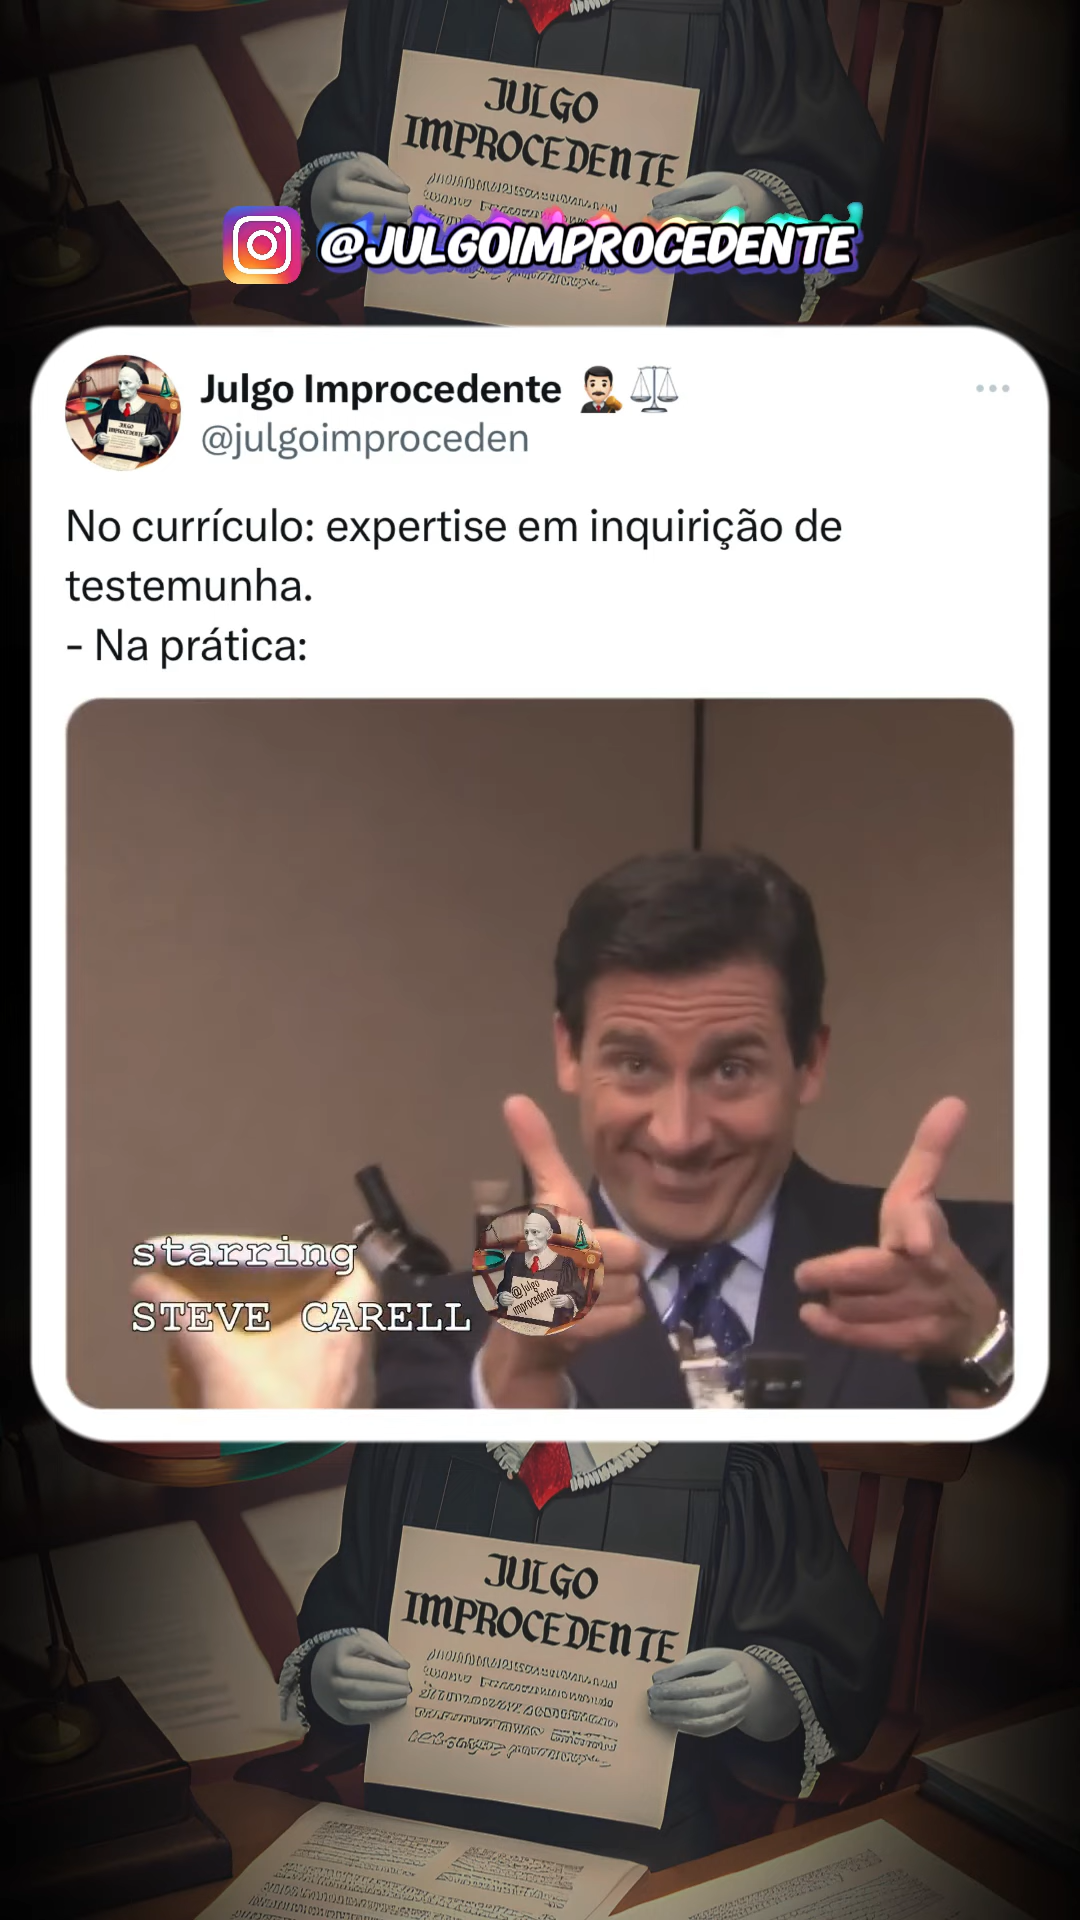 JULGO
IMPROCEDENTE
@JULGOIMPROCEDENTE
Julgo Improcedente
@julgoimproceden
No currículo: expertise em inquirição de
testemunha.
- Na prática:
starring
STEVE CARELL
@julgo
improcedente
JULGO
IMPROCEDENTE